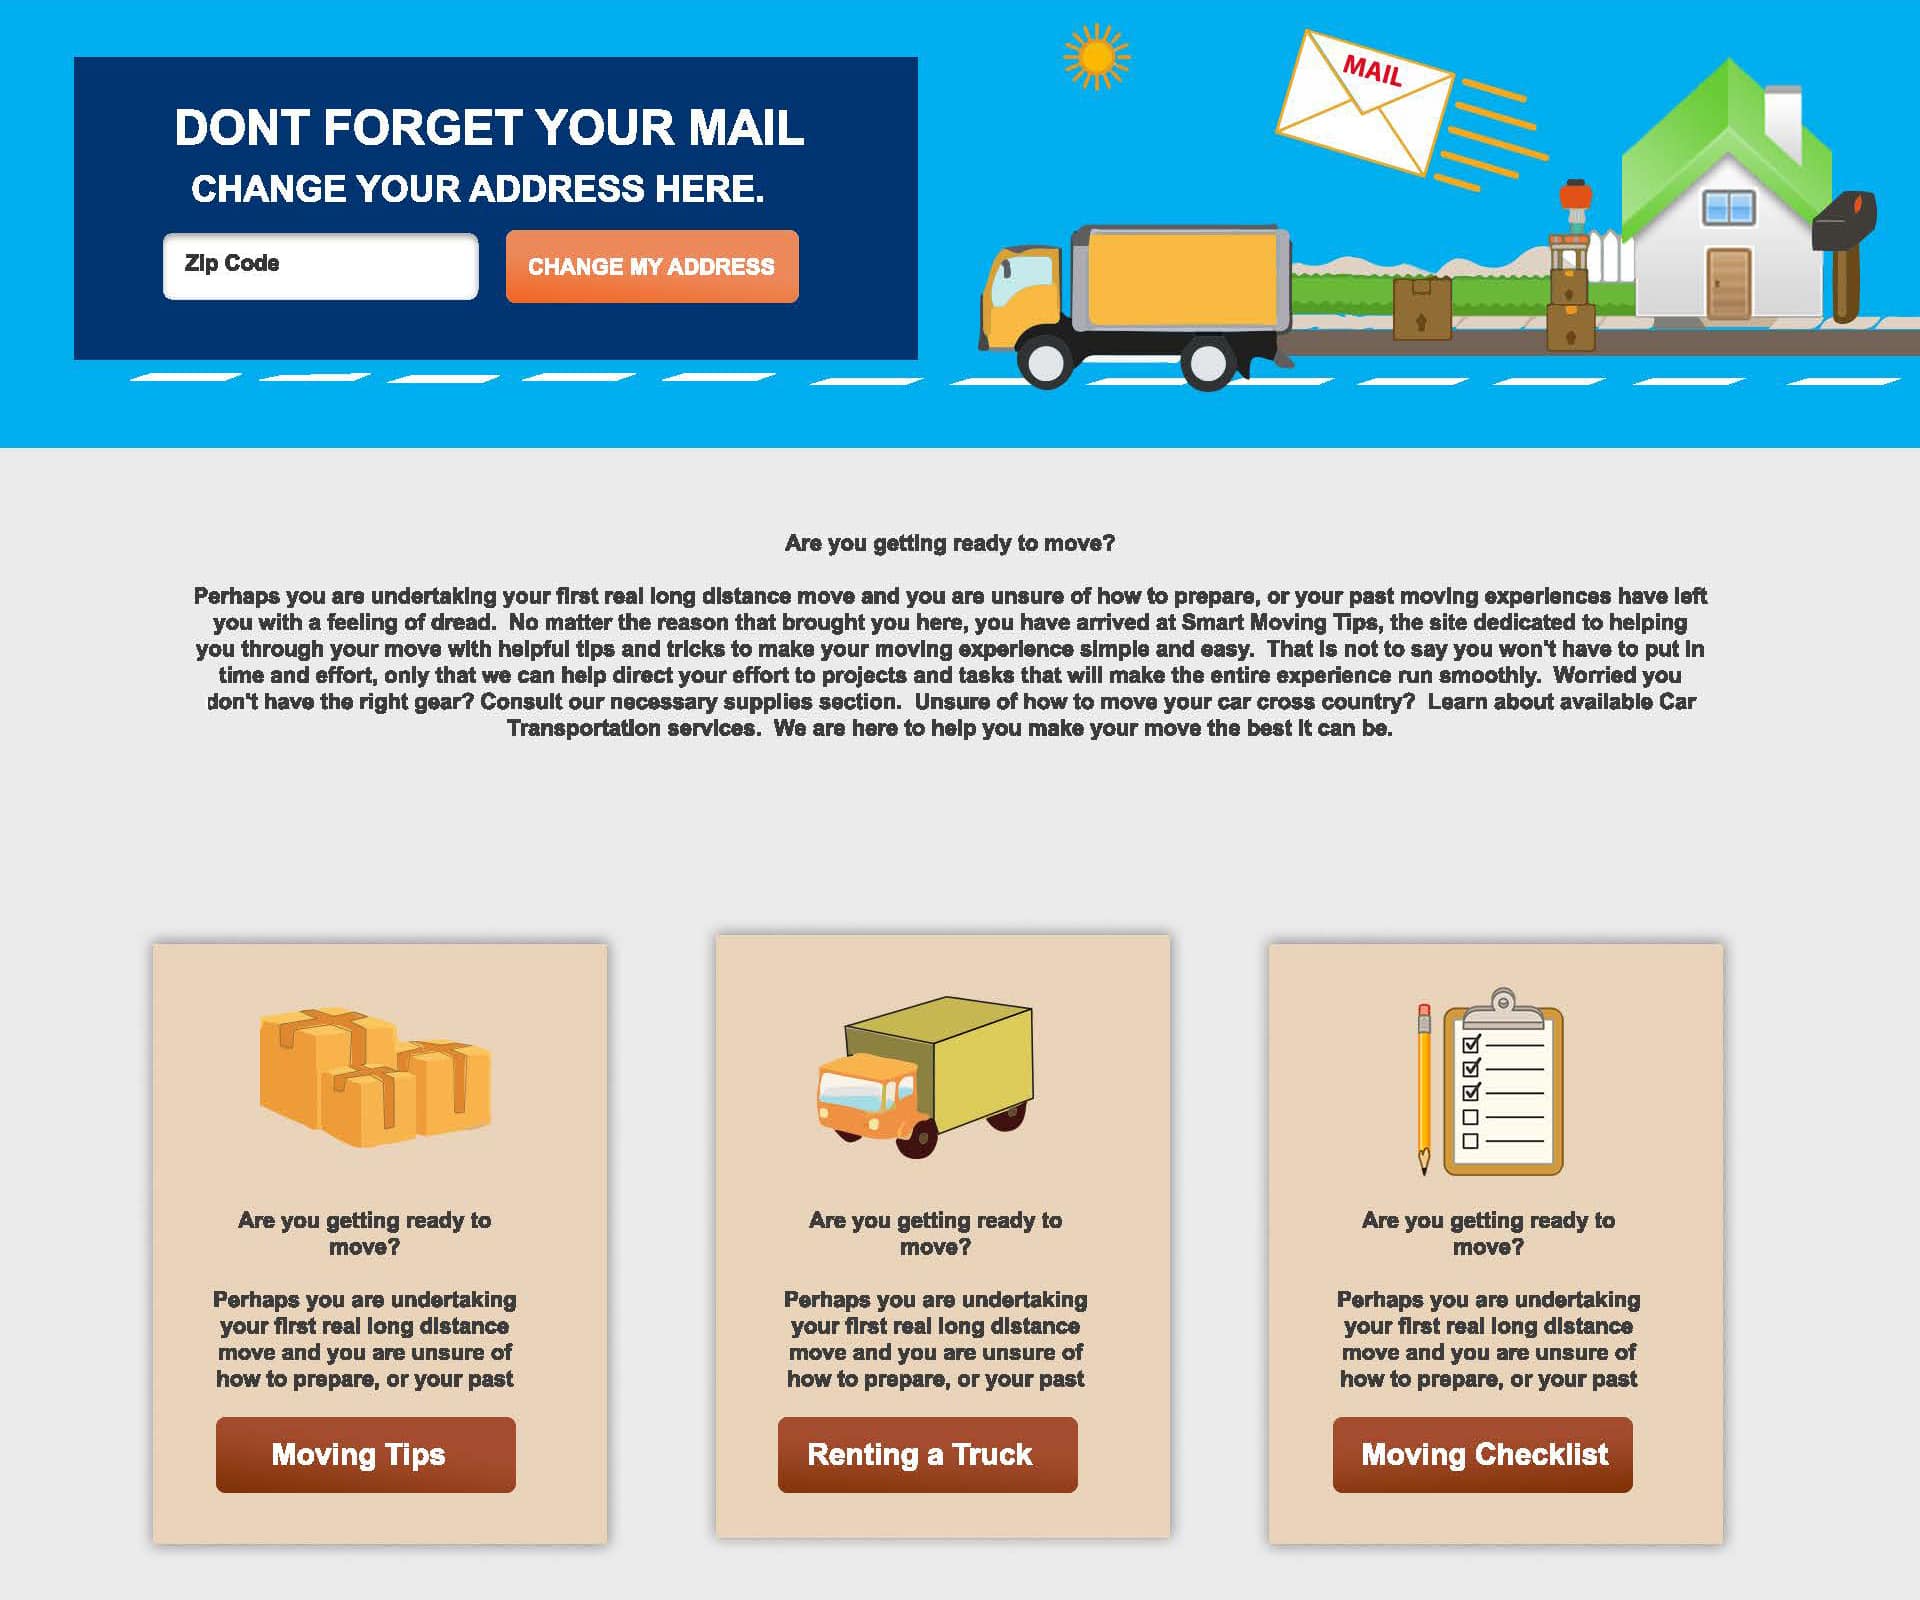 DONT FORGET YOUR MAIL
CHANGE YOUR ADDRESS HERE.
Zip Code
CHANGE MY ADDRESS
MAIL
Are you getting ready to move?
Perhaps you are undertaking your first real long distance move and you are unsure of how to prepare, or your past moving experiences have left
you with a feeling of dread.  No matter the reason that brought you here, you have arrived at Smart Moving Tips, the site dedicated to helping
you through your move with helpful tips and tricks to make your moving experience simple and easy.  That is not to say you won't have to put in
time and effort, only that we can help direct your effort to projects and tasks that will make the entire experience run smoothly.  Worried you
don't have the right gear? Consult our necessary supplies section.  Unsure of how to move your car cross country?  Learn about available Car
Transportation services.  We are here to help you make your move the best it can be.
Are you getting ready to
move?
Perhaps you are undertaking
your first real long distance
move and you are unsure of
how to prepare, or your past
Moving Tips
Are you getting ready to
move?
Perhaps you are undertaking
your first real long distance
move and you are unsure of
how to prepare, or your past
Renting a Truck
Are you getting ready to
move?
Perhaps you are undertaking
your first real long distance
move and you are unsure of
how to prepare, or your past
Moving Checklist